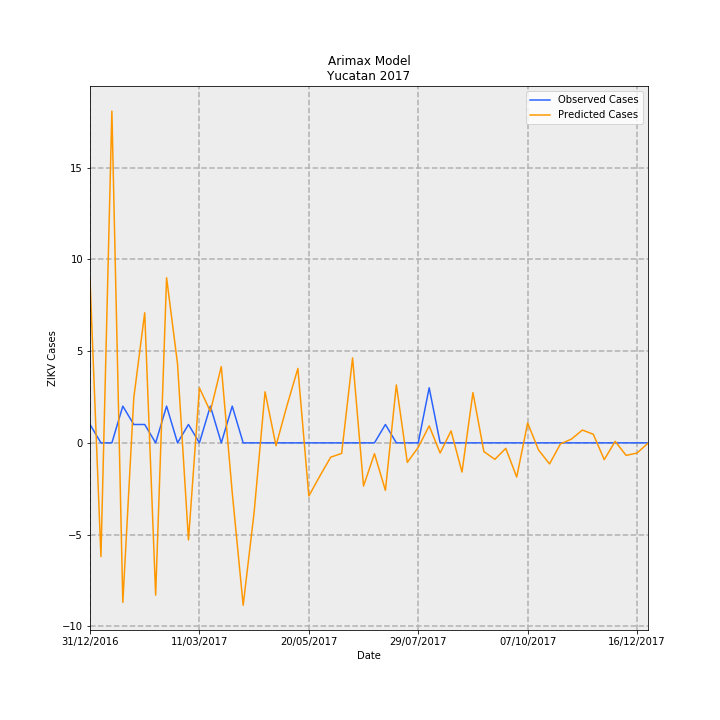 Arimax Model
Yucatan 2017
Observed Cases
Predicted Cases
ZIKV Cases
15
10
5
0
−5
−10
31/12/2016
11/03/2017
20/05/2017
29/07/2017
07/10/2017
16/12/2017
Date